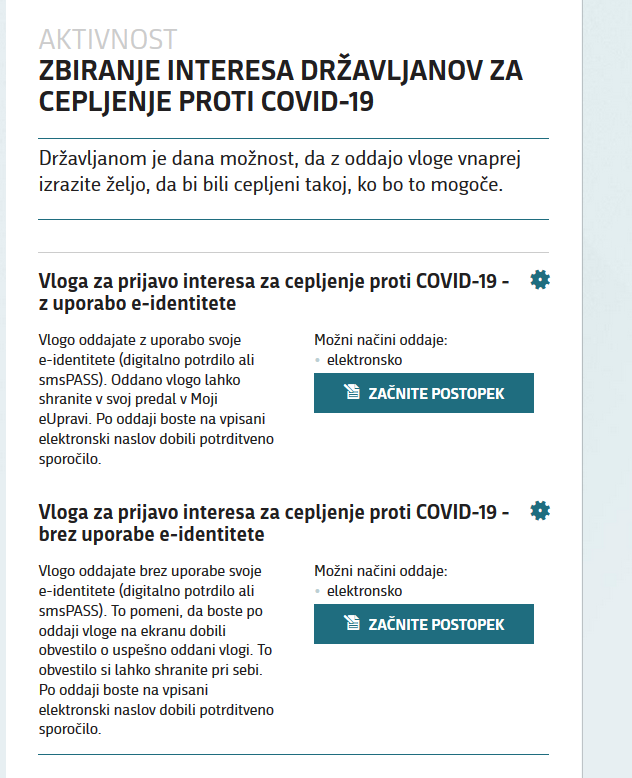 AKTIVNOST
ZBIRANJE INTERESA DRŽAVLJANOV ZA
CEPLJENJE PROTI COVID-19
Državljanom je dana možnost, da z oddajo vloge vnaprej
izrazite željo, da bi bili cepljeni takoj, ko bo to mogoče.
Vloga za prijavo interesa za cepljenje proti COVID-19 -
z uporabo e-identitete
Vlogo oddajate z uporabo svoje
e-identitete (digitalno potrdilo ali
smsPASS). Oddano vlogo lahko
shranite v svoj predal v Moji
eUpravi. Po oddaji boste na vpisani
elektronski naslov dobili potrditveno
sporočilo.
Možni načini oddaje:
• elektronsko
ZAČNITE POSTOPEK
Vloga za prijavo interesa za cepljenje proti COVID-19 -
brez uporabe e-identitete
Vlogo oddajate brez uporabe svoje
e-identitete (digitalno potrdilo ali
smsPASS). To pomeni, da boste po
oddaji vloge na ekranu dobili
obvestilo o uspešno oddani vlogi. To
obvestilo si lahko shranite pri sebi.
Po oddaji boste na vpisani
elektronski naslov dobili potrditveno
sporočilo.
Možni načini oddaje:
• elektronsko
ZAČNITE POSTOPEK